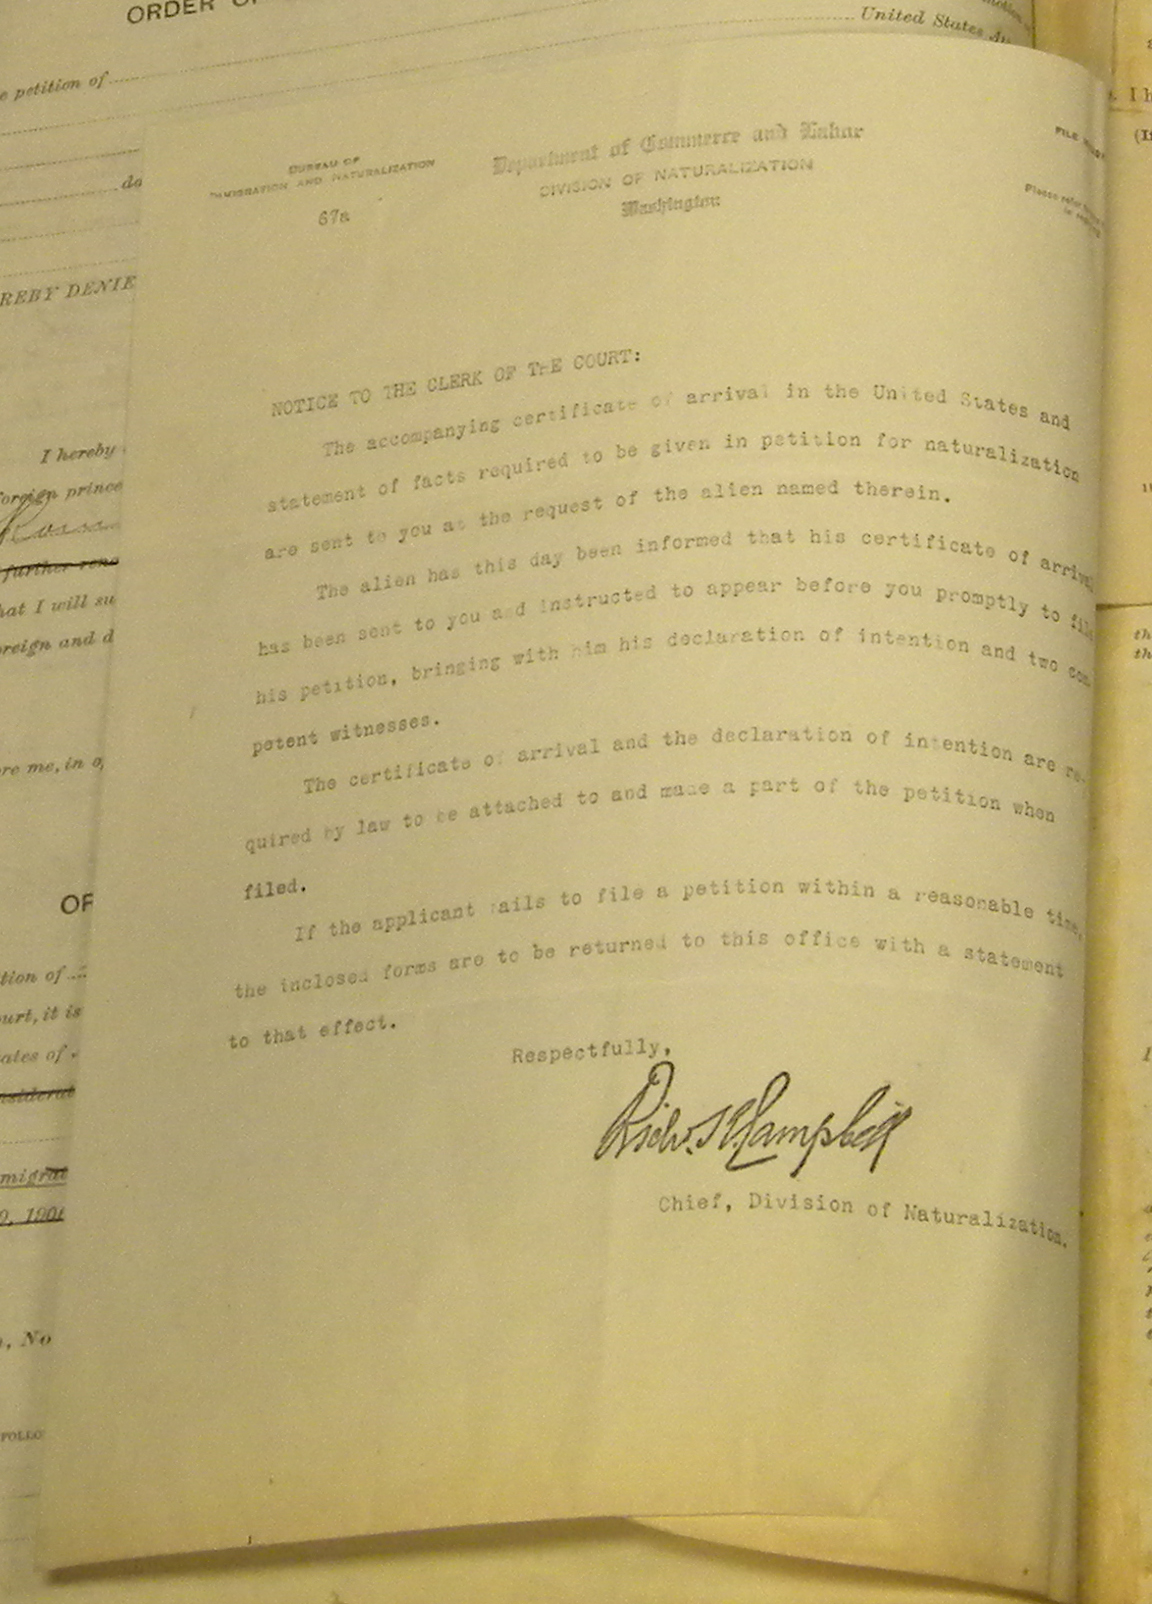 ORDER
United States
e petition of
do
REBY DENIE
I hereby
foreign prince
further
hat I will su
oreign and d
ore me, in o
OF
tion of
ourt, it is
ates of
nsiderat
migrat
, No
FOLLO
BUREAU OF
IMMIGRATION AND NATURALIZATION
67a
Department of Commerce and Labor
DIVISION OF NATURALIZATION
Washington
FILE
Please refer
NOTICE TO THE CLERK OF THE COURT:
The accompanying certificate of arrival in the United States and
statement of facts required to be given in petition for naturalization
are sent to you at the request of the alien named therein.
The alien has this day been informed that his certificate of arrival
has been sent to you and instructed to appear before you promptly to file
his petition, bringing with him his declaration of intention and two com-
petent witnesses.
The certificate of arrival and the declaration of intention are re-
quired by law to be attached to and made a part of the petition when
filed.
If the applicant fails to file a petition within a reasonable time,
the inclosed forms are to be returned to this office with a statement
to that effect.
Respectfully,
Richd. K. Campbell
Chief, Division of Naturalization.